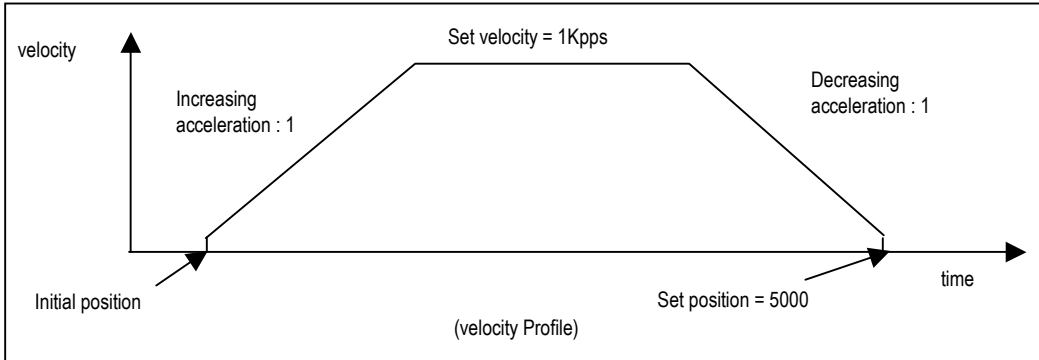 Set velocity = 1Kpps
velocity
Increasing
acceleration : 1
Decreasing
acceleration : 1
Initial position
Set position = 5000
time
(velocity Profile)